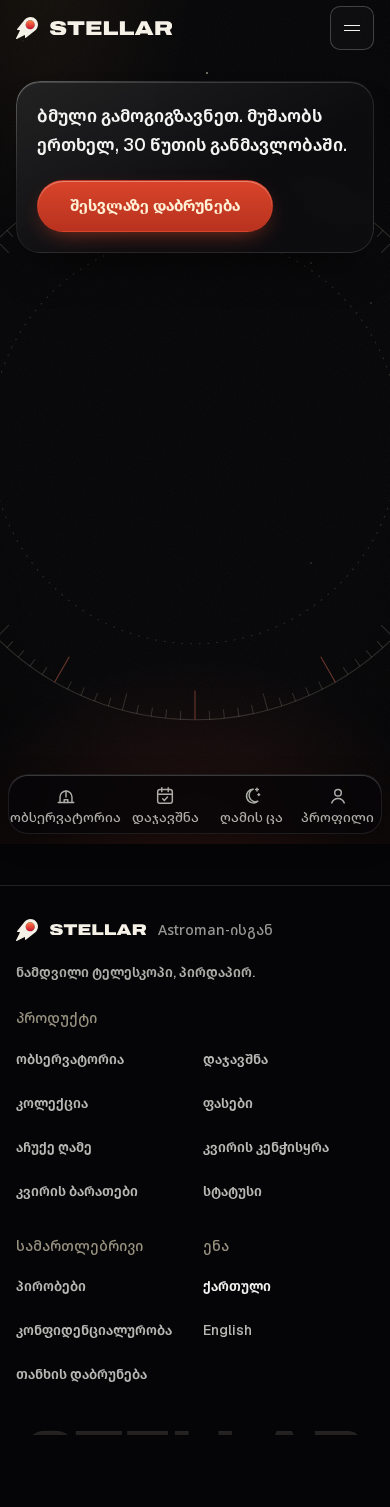 STELLAR
ბმული გამოგიგზავნეთ. მუშაობს
ერთხელ, 30 წუთის განმავლობაში.
შესვლაზე დაბრუნება
ობსერვატორია დაჯავშნა ღამის ცა პროფილი
STELLAR Astroman-ისგან
ნამდვილი ტელესკოპი, პირდაპირ.
პროდუქტი
ობსერვატორია დაჯავშნა
კოლექცია ფასები
აჩუქე ღამე კვირის კენჭისყრა
კვირის ბარათები სტატუსი
სამართლებრივი ენა
პირობები ქართული
კონფიდენციალურობა English
თანხის დაბრუნება